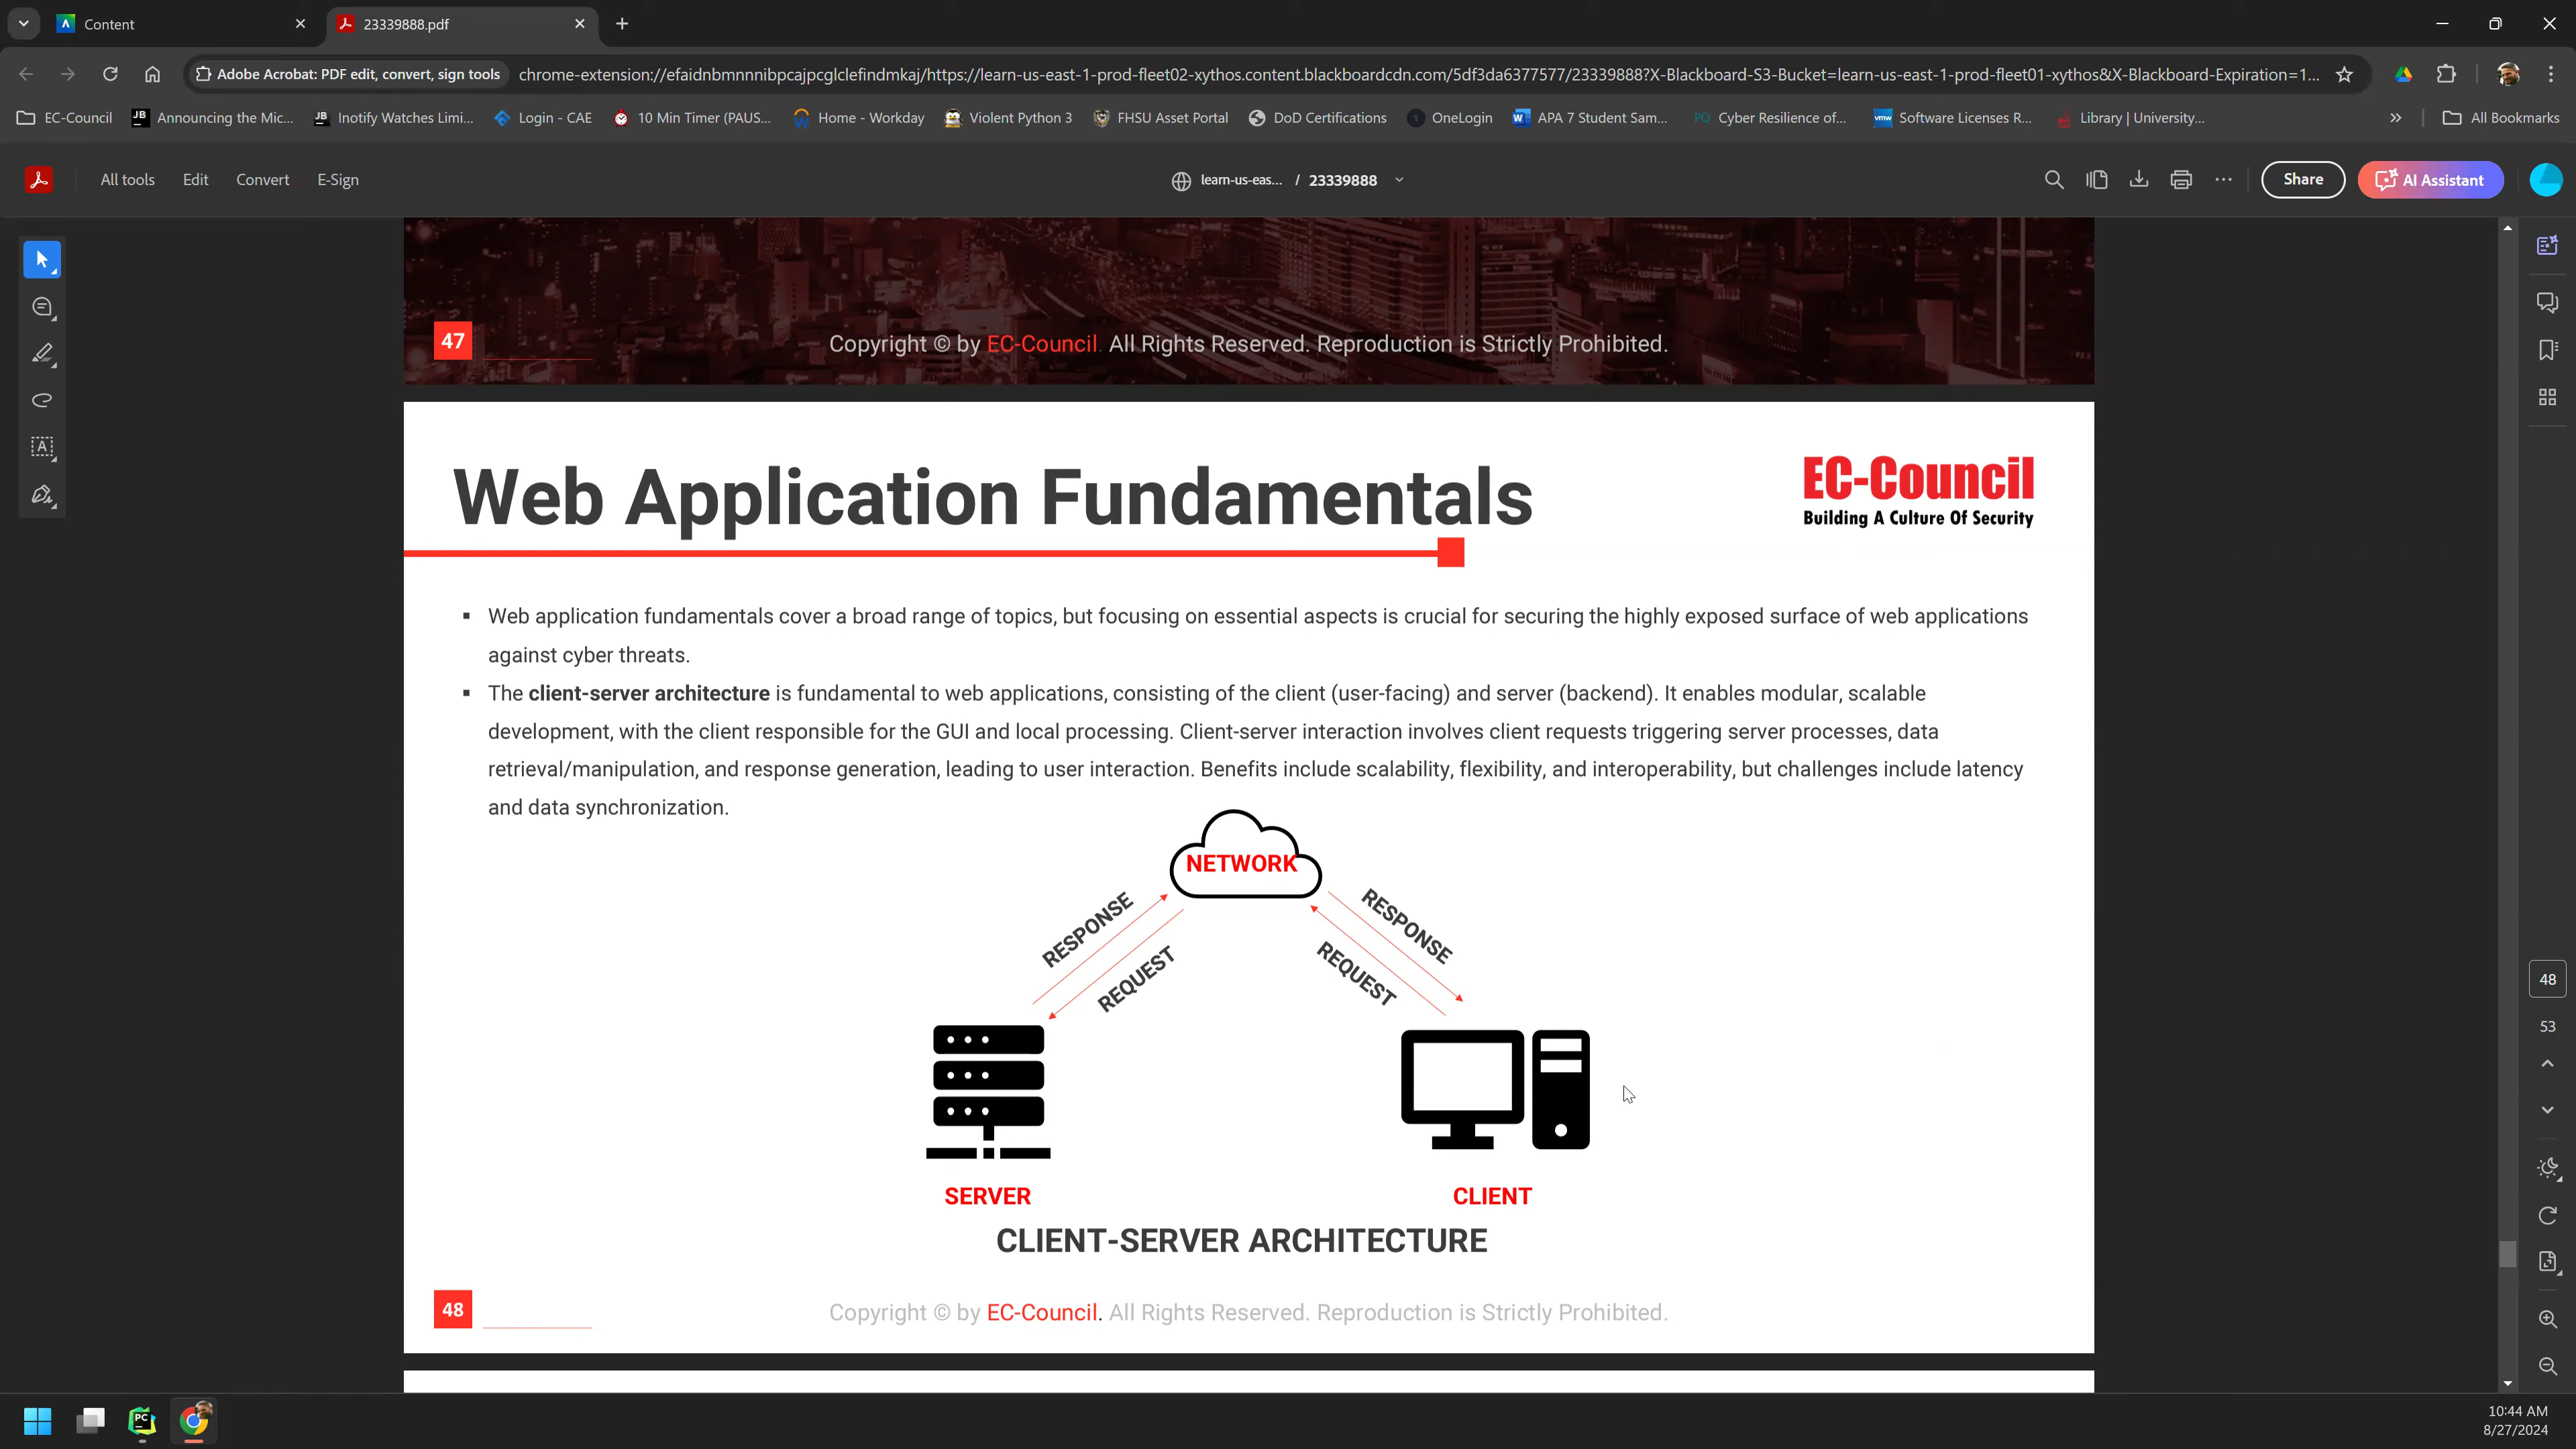 Content
23339888.pdf
Adobe Acrobat: PDF edit, convert, sign tools
chrome-extension://efaidnbmnnnibpcajpcglclefindmkaj/https://learn-us-east-1-prod-fleet02-xythos.content.blackboardcdn.com/5df3da6377577/23339888?X-Blackboard-S3-Bucket=learn-us-east-1-prod-fleet01-xythos&X-Blackboard-Expiration=1...
EC-Council
JB Announcing the Mic...
JB Inotify Watches Limi...
Login - CAE
10 Min Timer (PAUS...
Home - Workday
Violent Python 3
FHSU Asset Portal
DoD Certifications
OneLogin
APA 7 Student Sam...
PQ Cyber Resilience of...
vmw Software Licenses R...
Library | University...
All Bookmarks
All tools
Edit
Convert
E-Sign
learn-us-eas... / 23339888
Share
AI Assistant
47
Copyright © by EC-Council. All Rights Reserved. Reproduction is Strictly Prohibited.
Web Application Fundamentals
EC-Council
Building A Culture Of Security
▪ Web application fundamentals cover a broad range of topics, but focusing on essential aspects is crucial for securing the highly exposed surface of web applications
against cyber threats.
▪ The client-server architecture is fundamental to web applications, consisting of the client (user-facing) and server (backend). It enables modular, scalable
development, with the client responsible for the GUI and local processing. Client-server interaction involves client requests triggering server processes, data
retrieval/manipulation, and response generation, leading to user interaction. Benefits include scalability, flexibility, and interoperability, but challenges include latency
and data synchronization.
NETWORK
RESPONSE
REQUEST
RESPONSE
REQUEST
SERVER
CLIENT
CLIENT-SERVER ARCHITECTURE
48
Copyright © by EC-Council. All Rights Reserved. Reproduction is Strictly Prohibited.
48
53
PC
10:44 AM
8/27/2024